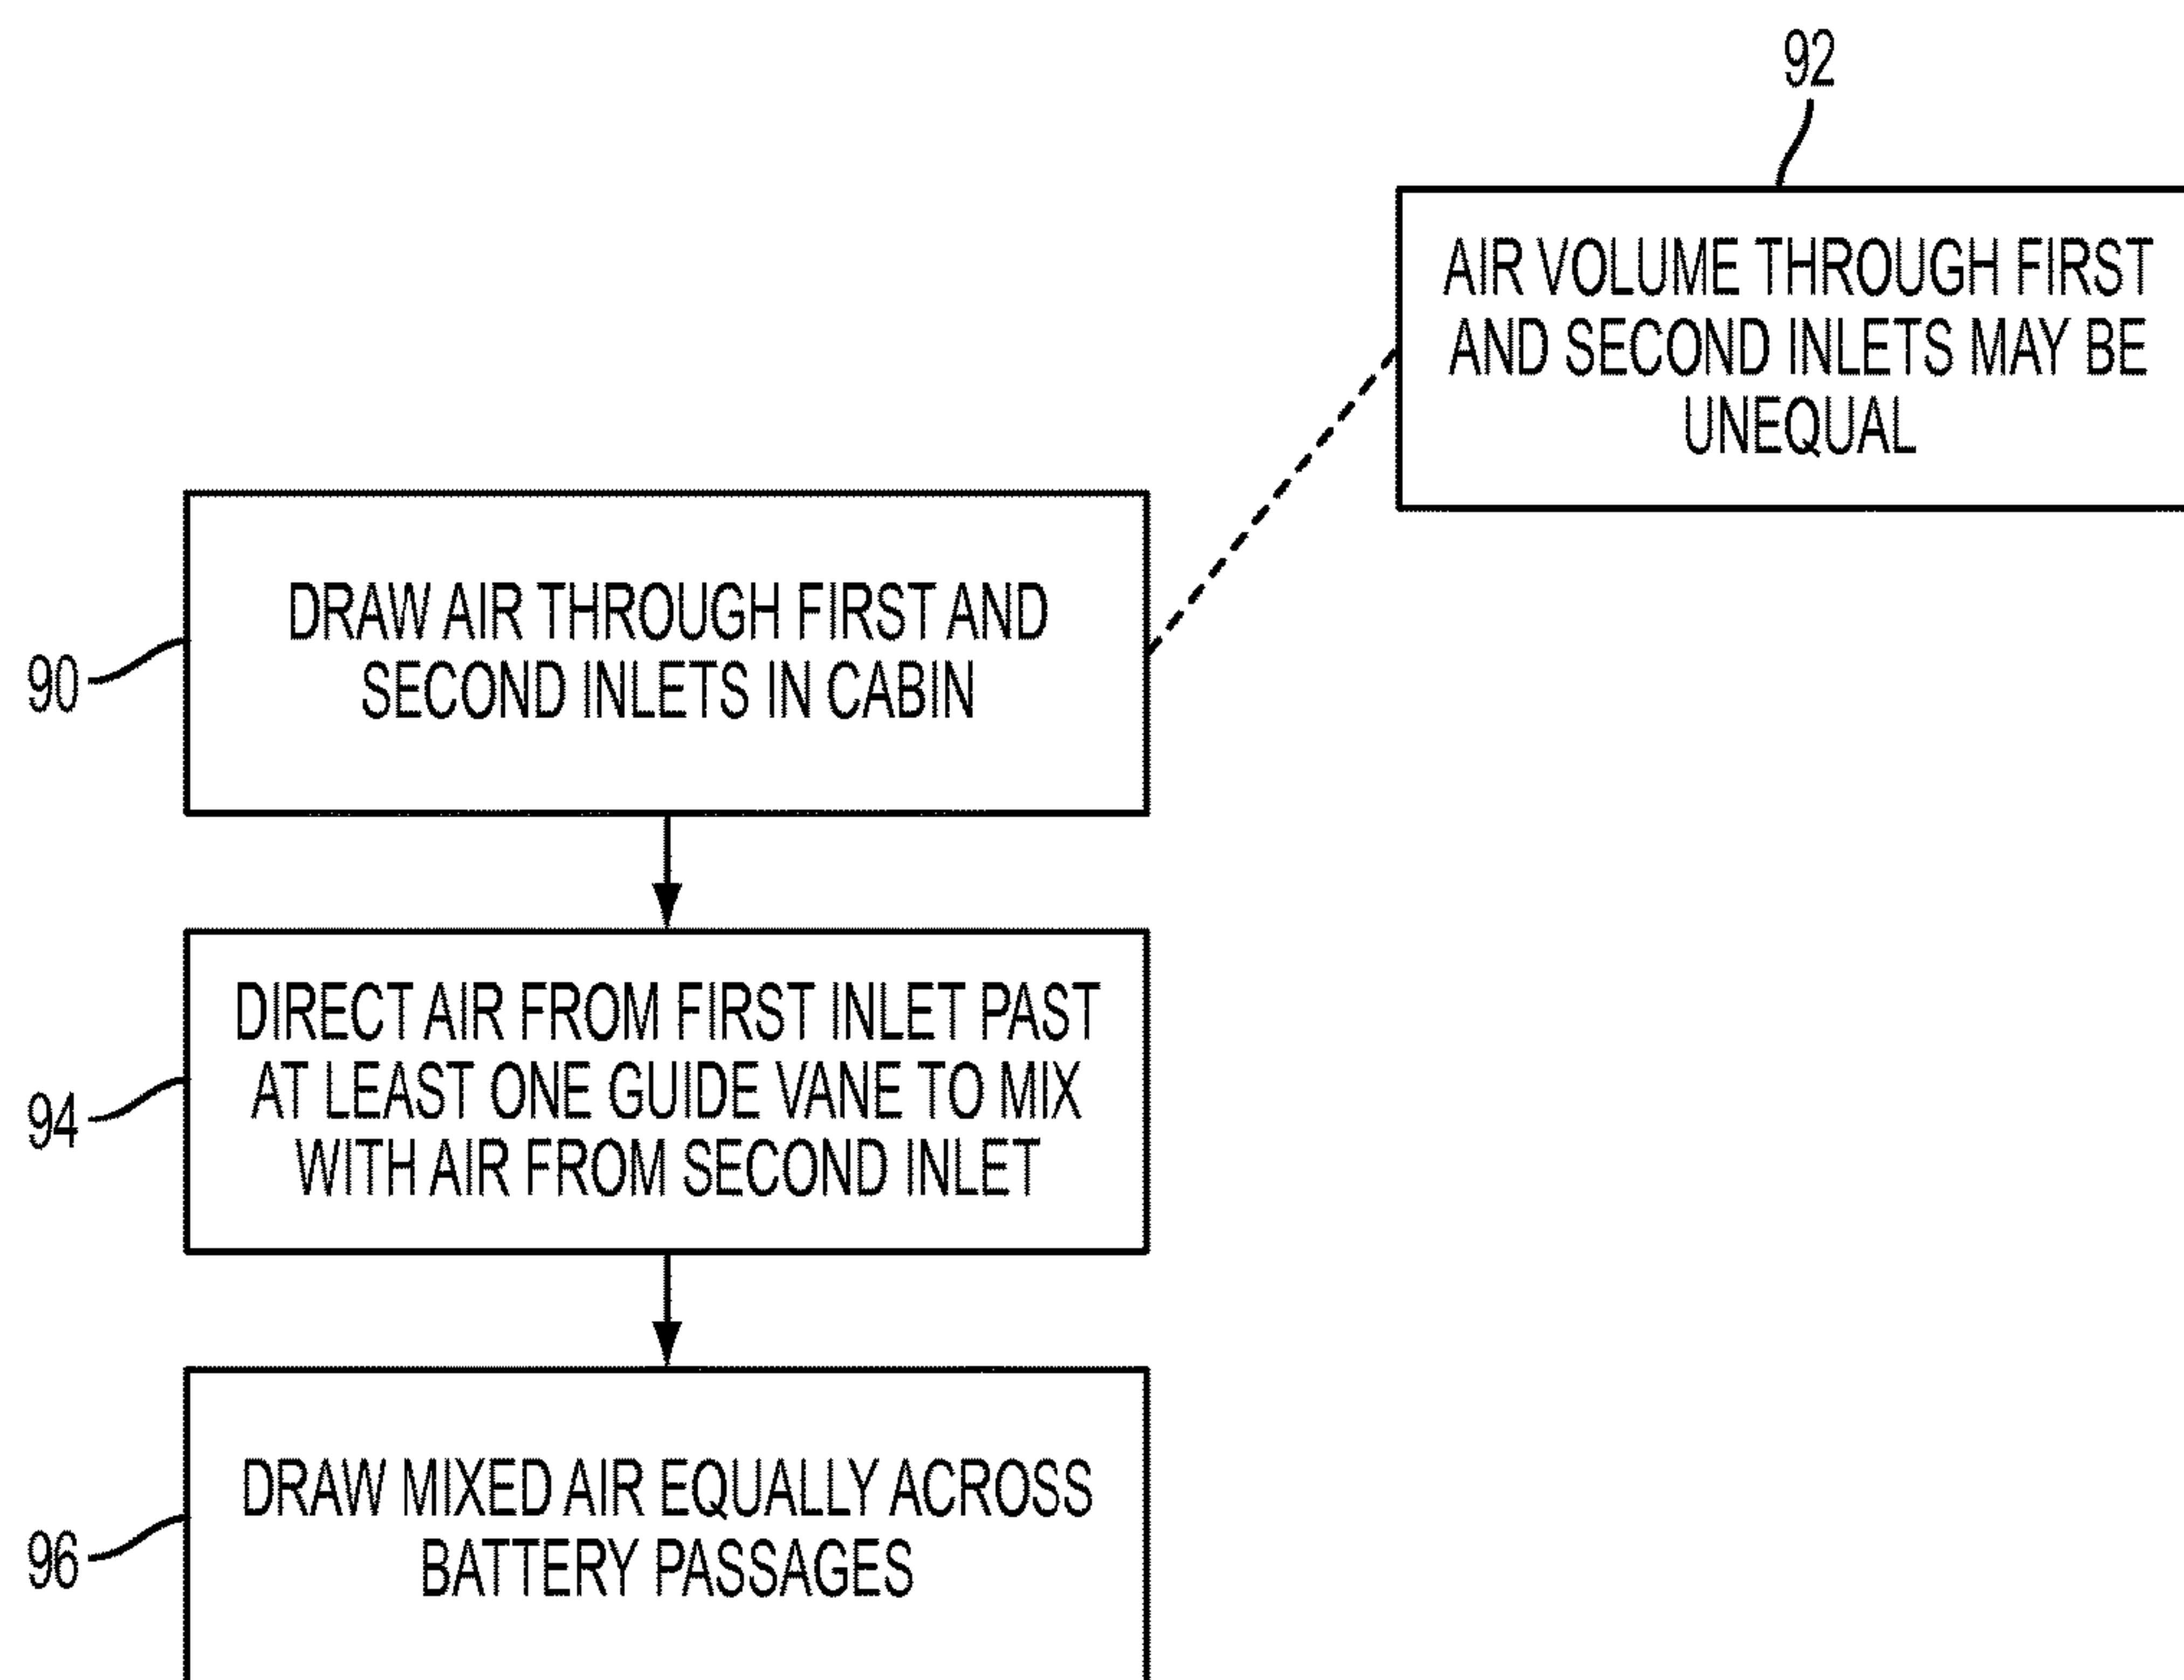 92
AIR VOLUME THROUGH FIRST
AND SECOND INLETS MAY BE
UNEQUAL
90
DRAW AIR THROUGH FIRST AND
SECOND INLETS IN CABIN
94
DIRECT AIR FROM FIRST INLET PAST
AT LEAST ONE GUIDE VANE TO MIX
WITH AIR FROM SECOND INLET
96
DRAW MIXED AIR EQUALLY ACROSS
BATTERY PASSAGES